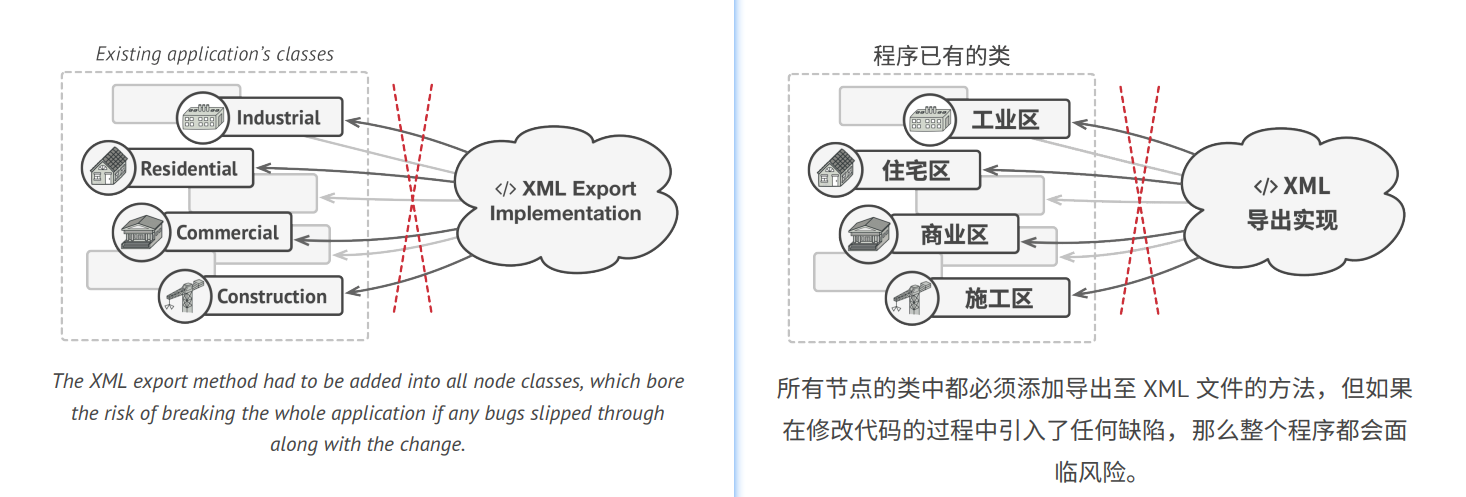 Existing application's classes
Industrial
Residential
Commercial
Construction
</> XML Export
Implementation
The XML export method had to be added into all node classes, which bore
the risk of breaking the whole application if any bugs slipped through
along with the change.
程序已有的类
工业区
住宅区
商业区
施工区
</> XML
导出实现
所有节点的类中都必须添加导出至 XML 文件的方法，但如果
在修改代码的过程中引入了任何缺陷，那么整个程序都会面
临风险。